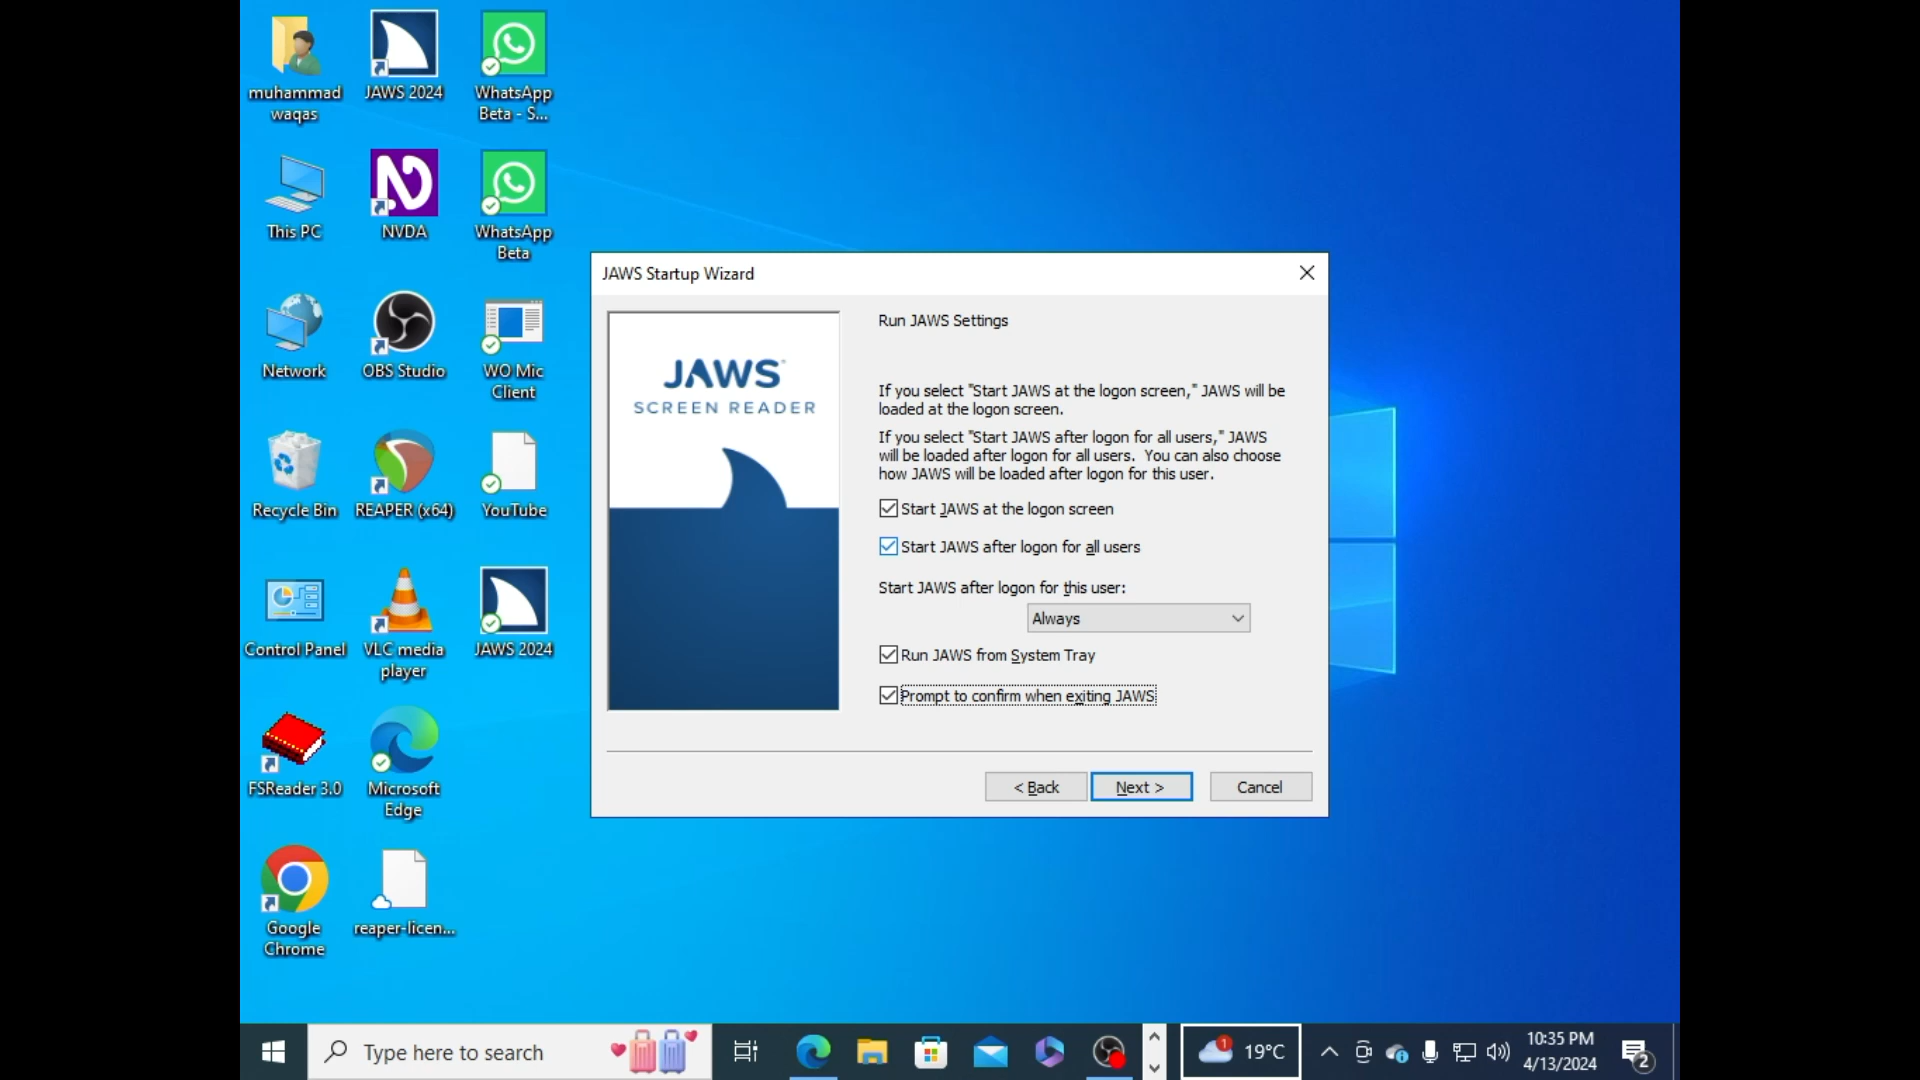 muhammad
waqas
JAWS 2024
WhatsApp
Beta - S...
This PC
NVDA
WhatsApp
Beta
Network
OBS Studio
WO Mic
Client
Recycle Bin
REAPER (x64)
YouTube
Control Panel
VLC media
player
JAWS 2024
FSReader 3.0
Microsoft
Edge
Google
Chrome
reaper-licen...
JAWS Startup Wizard
JAWS
SCREEN READER
Run JAWS Settings
If you select "Start JAWS at the logon screen," JAWS will be
loaded at the logon screen.
If you select "Start JAWS after logon for all users," JAWS
will be loaded after logon for all users. You can also choose
how JAWS will be loaded after logon for this user.
Start JAWS at the logon screen
Start JAWS after logon for all users
Start JAWS after logon for this user:
Always
Run JAWS from System Tray
Prompt to confirm when exiting JAWS
< Back
Next >
Cancel
Type here to search
1
19°C
10:35 PM
4/13/2024
2